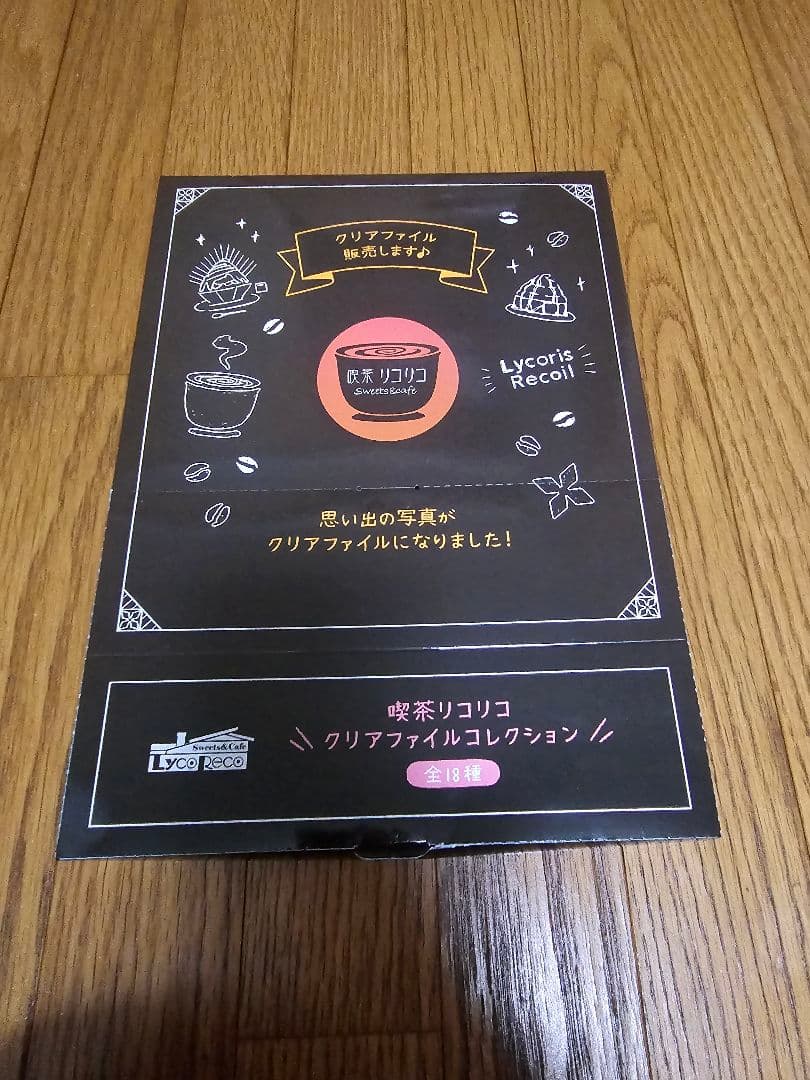 クリアファイル
販売します♪
喫茶 リコリコ
Sweets&cafe
Lycoris
Recoil
思い出の写真が
クリアファイルになりました!
Sweets&Cafe
LycoReco
喫茶リコリコ
クリアファイルコレクション
全18種